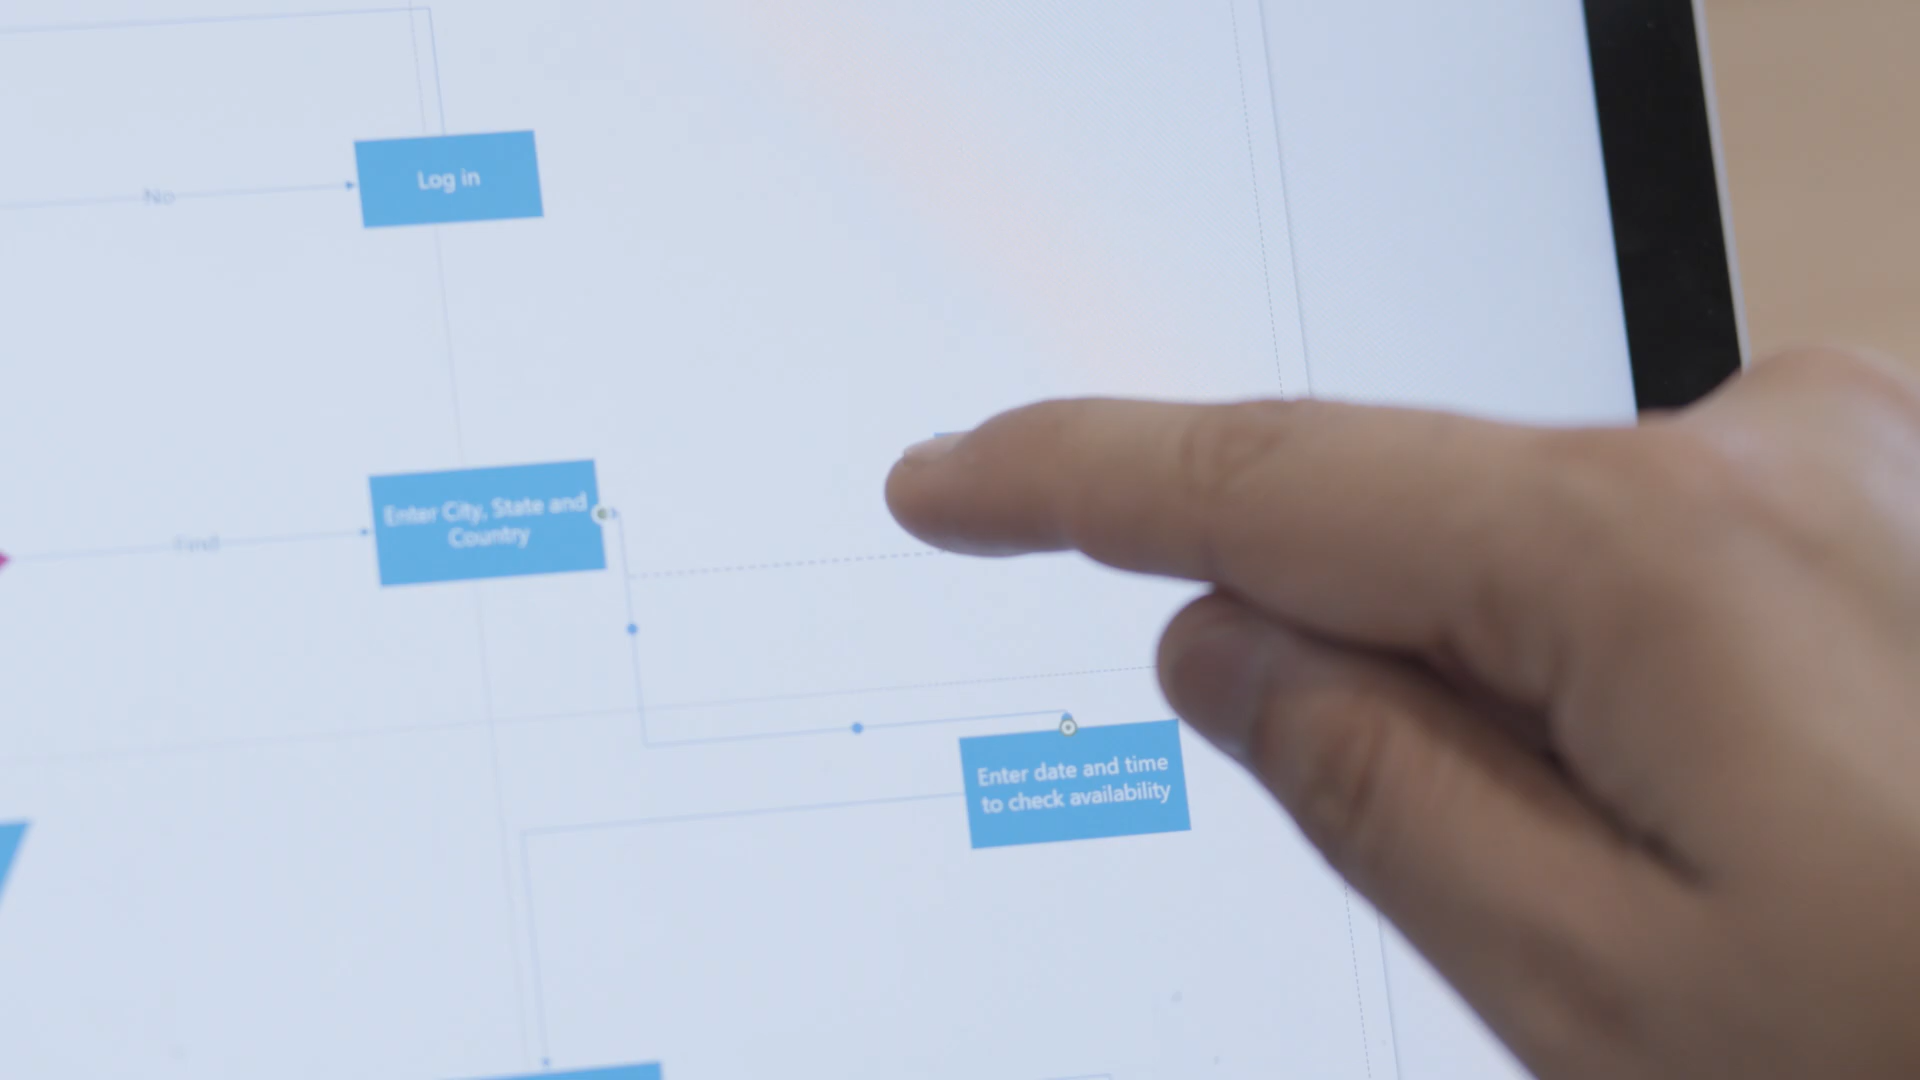 No
Log in
Find
Enter City, State and
Country
Enter date and time
to check availability